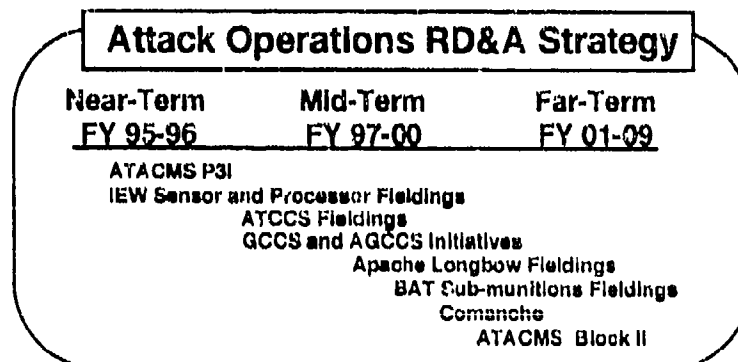 Attack Operations RD&A Strategy
Near-Term Mid-Term Far-Term
FY 95-96 FY 97-00 FY 01-09
ATACMS P3I
IEW Sensor and Processor Fieldings
ATCCS Fieldings
GCCS and AGCCS Initiatives
Apache Longbow Fieldings
BAT Sub-munitions Fieldings
Comanche
ATACMS Block II